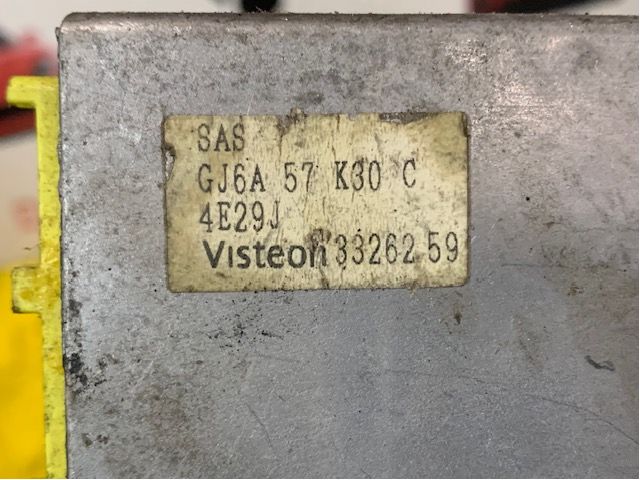 SAS
GJ6A 57 K30 C
4E29J
Visteon 33262 59